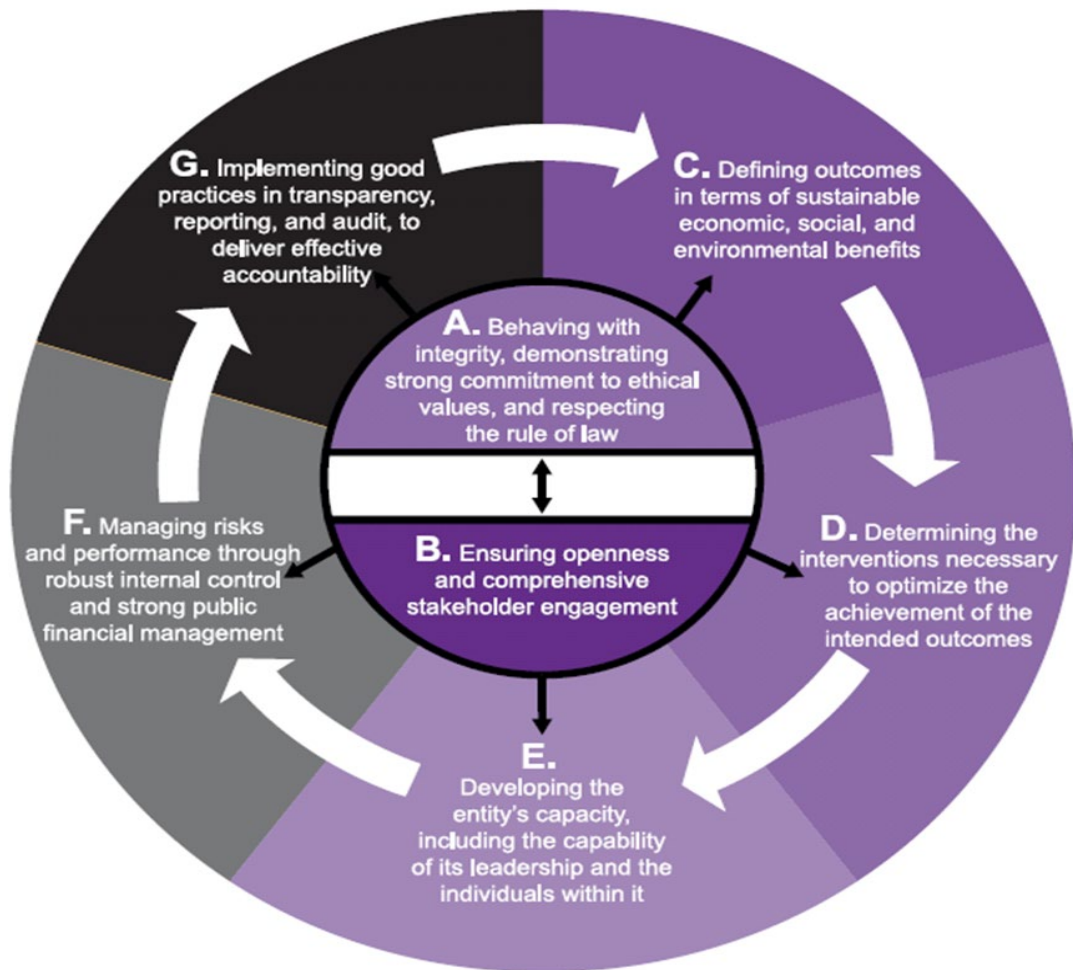 G. Implementing good
practices in transparency,
reporting, and audit, to
deliver effective
accountability
C. Defining outcomes
in terms of sustainable
economic, social, and
environmental benefits
A. Behaving with
integrity, demonstrating
strong commitment to ethical
values, and respecting
the rule of law
F. Managing risks
and performance through
robust internal control
and strong public
financial management
B. Ensuring openness
and comprehensive
stakeholder engagement
D. Determining the
interventions necessary
to optimize the
achievement of the
intended outcomes
E.
Developing the
entity's capacity,
including the capability
of its leadership and the
individuals within it